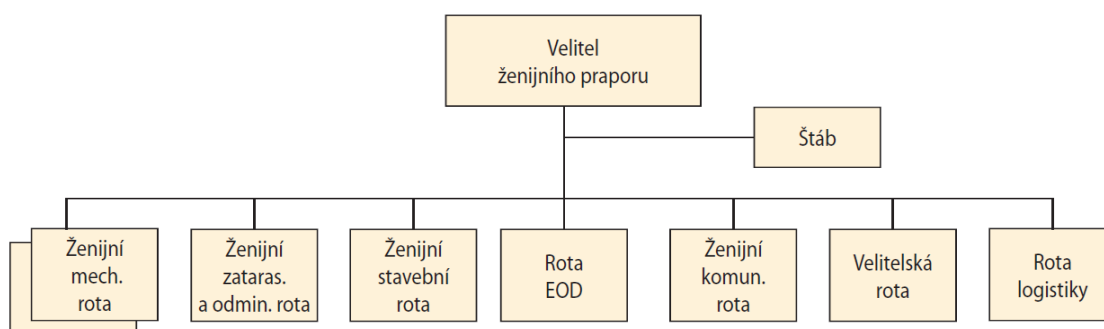 Velitel
ženijního praporu
Štáb
Ženijní
mech.
rota
Ženijní
zataras.
a odmin. rota
Ženijní
stavební
rota
Rota
EOD
Ženijní
komun.
rota
Velitelská
rota
Rota
logistiky